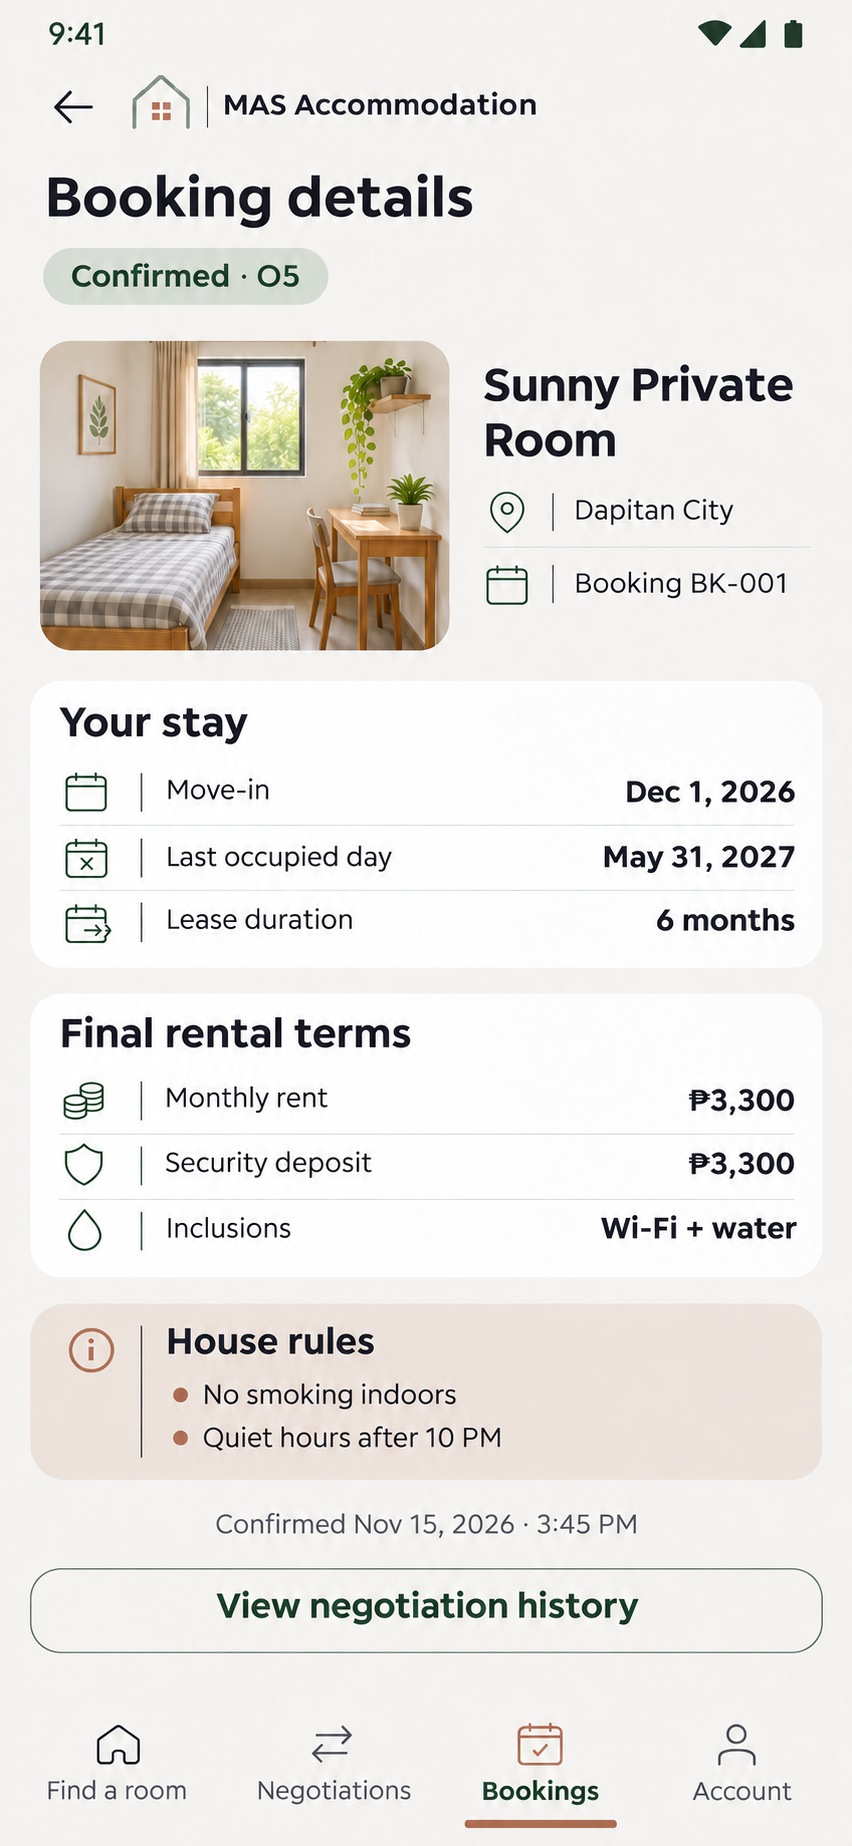 9:41
MAS Accommodation
Booking details
Confirmed · O5
Sunny Private
Room
Dapitan City
Booking BK-001
Your stay
Move-in
Dec 1, 2026
Last occupied day
May 31, 2027
Lease duration
6 months
Final rental terms
Monthly rent
₱3,300
Security deposit
₱3,300
Inclusions
Wi-Fi + water
House rules
• No smoking indoors
• Quiet hours after 10 PM
Confirmed Nov 15, 2026 · 3:45 PM
View negotiation history
Find a room
Negotiations
Bookings
Account